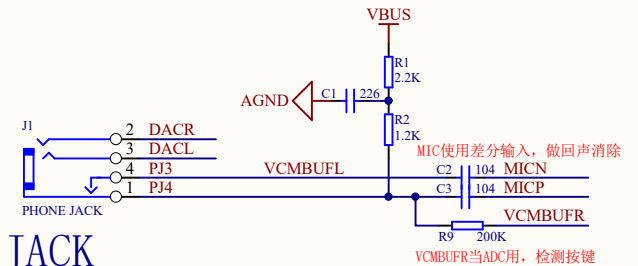 VBUS
R1
2.2K
C1 226
AGND
R2
1.2K
J1
2 DACR
3 DACL
MIC使用差分输入，做回声消除
4 PJ3 VCMBUFL C2 104 MICN
1 PJ4 C3 104 MICP
PHONE JACK
VCMBUFR
R9 200K
JACK
VCMBUFR当ADC用，检测按键